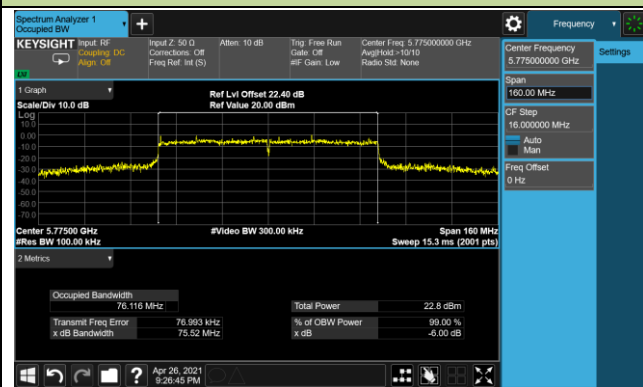 Spectrum Analyzer 1
Occupied BW
Frequency
KEYSIGHT
Input: RF
Coupling: DC
Align: Off
Input Z: 50 Ω
Corrections: Off
Freq Ref: Int (S)
Atten: 10 dB
Trig: Free Run
Gate: Off
#IF Gain: Low
Center Freq: 5.775000000 GHz
Avg|Hold:>10/10
Radio Std: None
LXI
1 Graph
Scale/Div 10.0 dB
Ref Lvl Offset 22.40 dB
Ref Value 20.00 dBm
Log
10.0
0.00
-10.0
-20.0
-30.0
-40.0
-50.0
-60.0
-70.0
Center 5.77500 GHz
#Res BW 100.00 kHz
#Video BW 300.00 kHz
Span 160 MHz
Sweep 15.3 ms (2001 pts)
2 Metrics
Occupied Bandwidth
76.116 MHz
Transmit Freq Error 76.993 kHz
x dB Bandwidth 75.52 MHz
Total Power 22.8 dBm
% of OBW Power 99.00 %
x dB -6.00 dB
Center Frequency
5.775000000 GHz
Settings
Span
160.00 MHz
CF Step
16.000000 MHz
Auto
Man
Freq Offset
0 Hz
Apr 26, 2021
9:26:45 PM